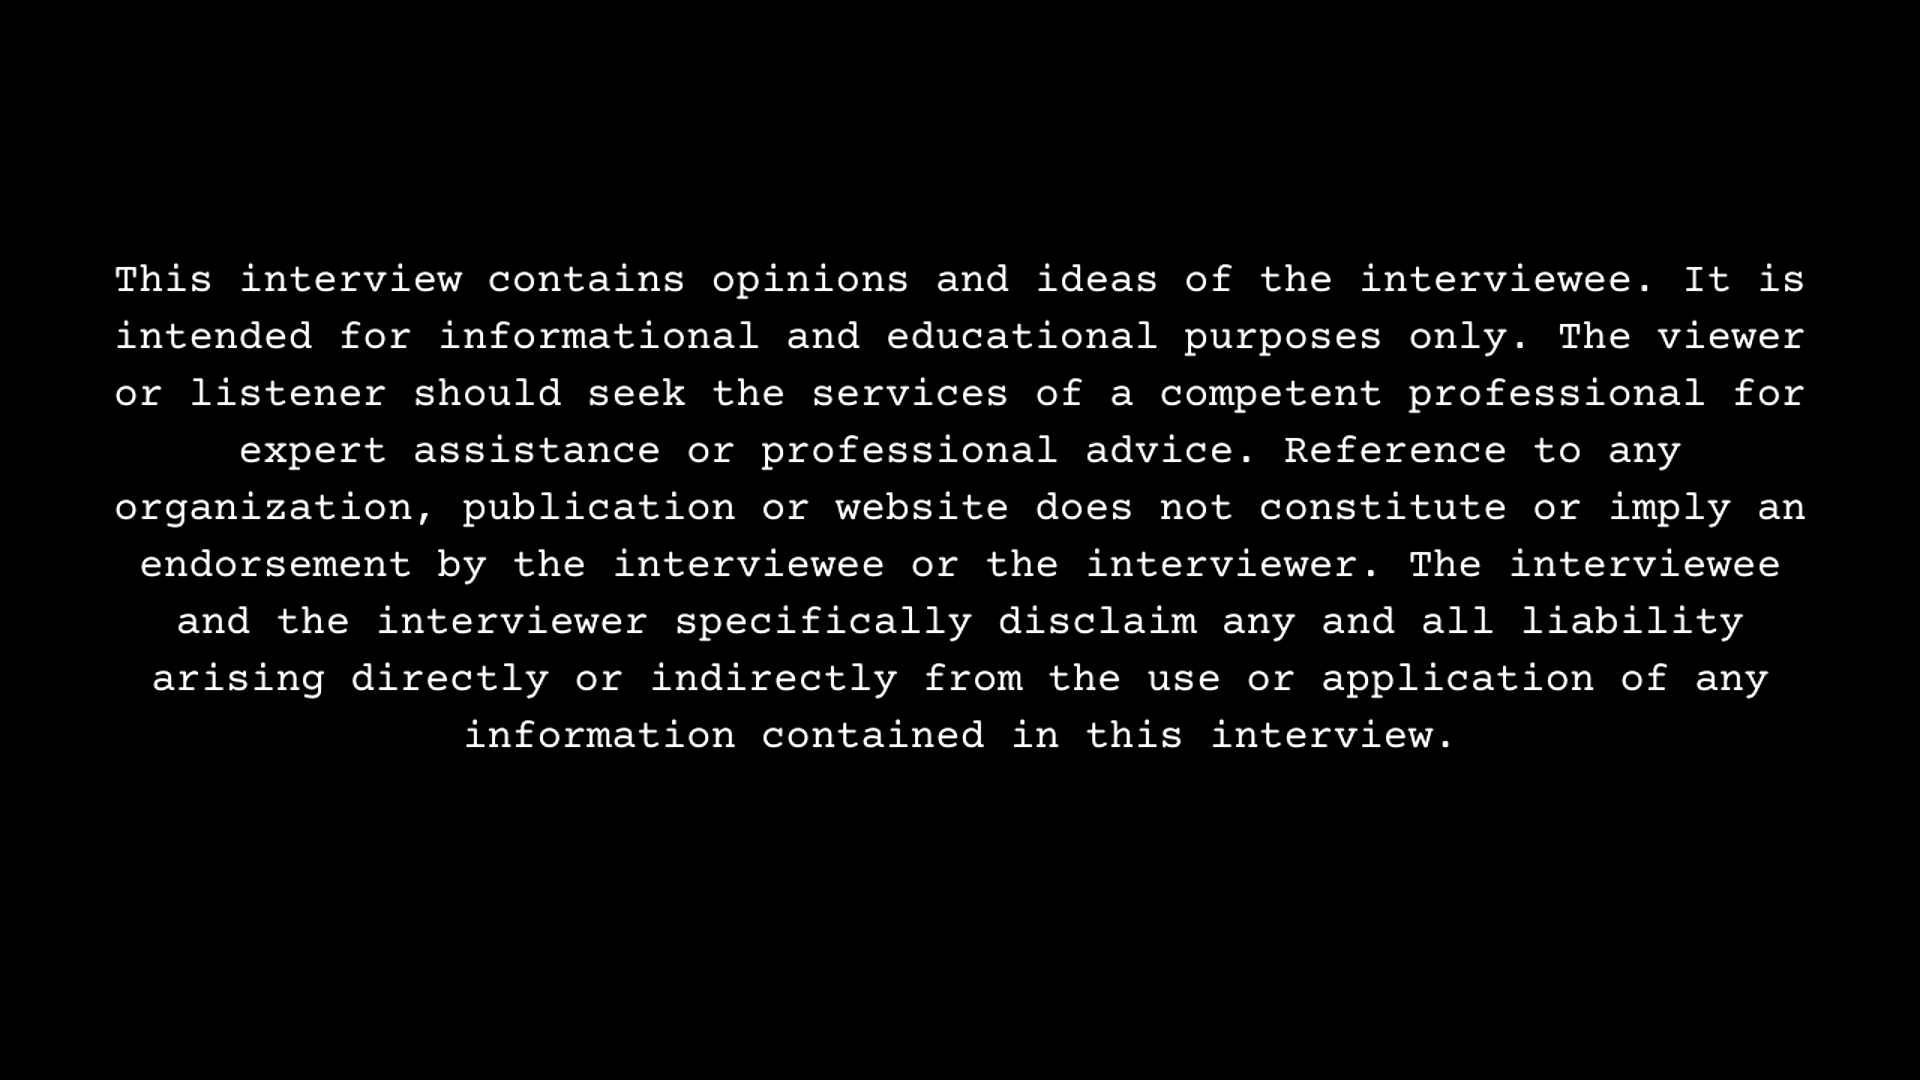 This interview contains opinions and ideas of the interviewee. It is
intended for informational and educational purposes only. The viewer
or listener should seek the services of a competent professional for
expert assistance or professional advice. Reference to any
organization, publication or website does not constitute or imply an
endorsement by the interviewee or the interviewer. The interviewee
and the interviewer specifically disclaim any and all liability
arising directly or indirectly from the use or application of any
information contained in this interview.